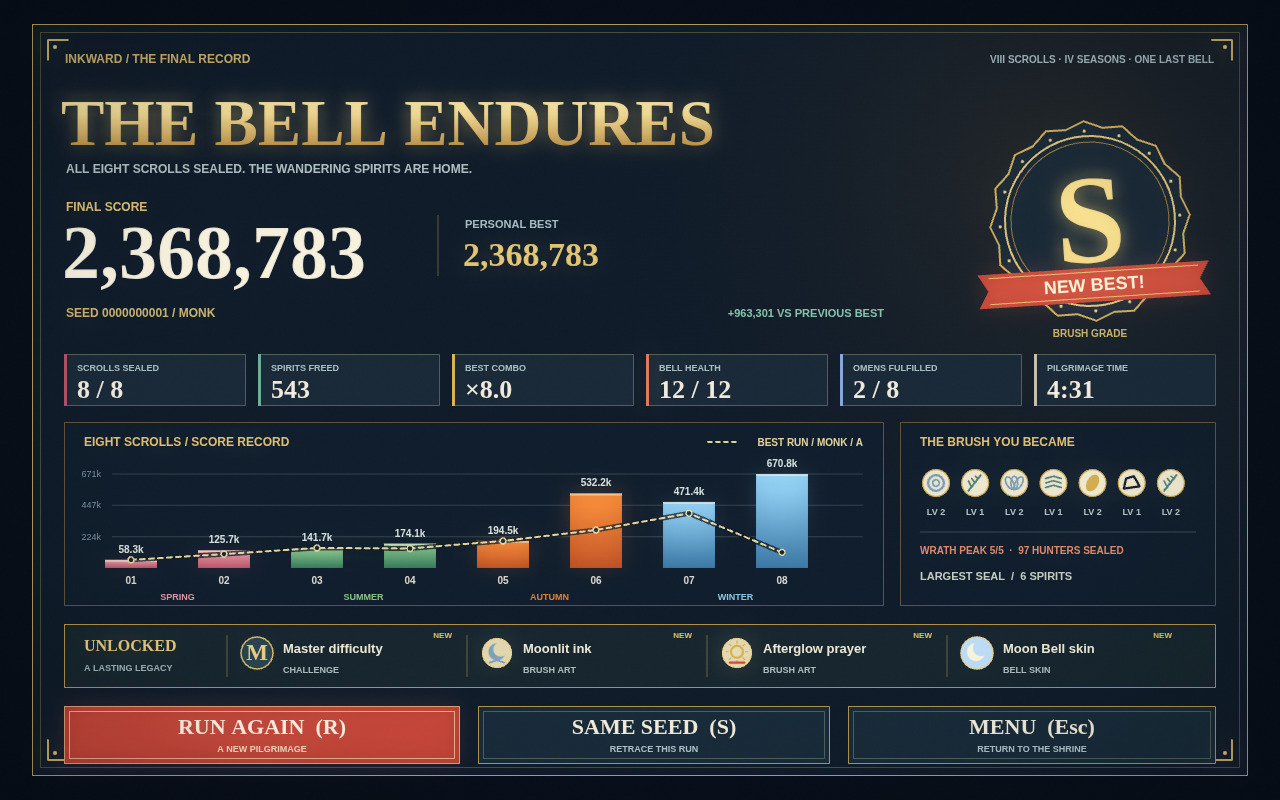 INKWARD / THE FINAL RECORD
VIII SCROLLS · IV SEASONS · ONE LAST BELL
THE BELL ENDURES
ALL EIGHT SCROLLS SEALED. THE WANDERING SPIRITS ARE HOME.
FINAL SCORE
2,368,783
PERSONAL BEST
2,368,783
SEED 0000000001 / MONK
+963,301 VS PREVIOUS BEST
S
NEW BEST!
BRUSH GRADE
SCROLLS SEALED
8 / 8
SPIRITS FREED
543
BEST COMBO
×8.0
BELL HEALTH
12 / 12
OMENS FULFILLED
2 / 8
PILGRIMAGE TIME
4:31
EIGHT SCROLLS / SCORE RECORD
BEST RUN / MONK / A
671k
447k
224k
58.3k
125.7k
141.7k
174.1k
194.5k
532.2k
471.4k
670.8k
01 02 03 04 05 06 07 08
SPRING SUMMER AUTUMN WINTER
THE BRUSH YOU BECAME
LV 2 LV 1 LV 2 LV 1 LV 2 LV 1 LV 2
WRATH PEAK 5/5 · 97 HUNTERS SEALED
LARGEST SEAL / 6 SPIRITS
UNLOCKED
A LASTING LEGACY
M
NEW
Master difficulty
CHALLENGE
NEW
Moonlit ink
BRUSH ART
NEW
Afterglow prayer
BRUSH ART
NEW
Moon Bell skin
BELL SKIN
RUN AGAIN (R)
A NEW PILGRIMAGE
SAME SEED (S)
RETRACE THIS RUN
MENU (Esc)
RETURN TO THE SHRINE